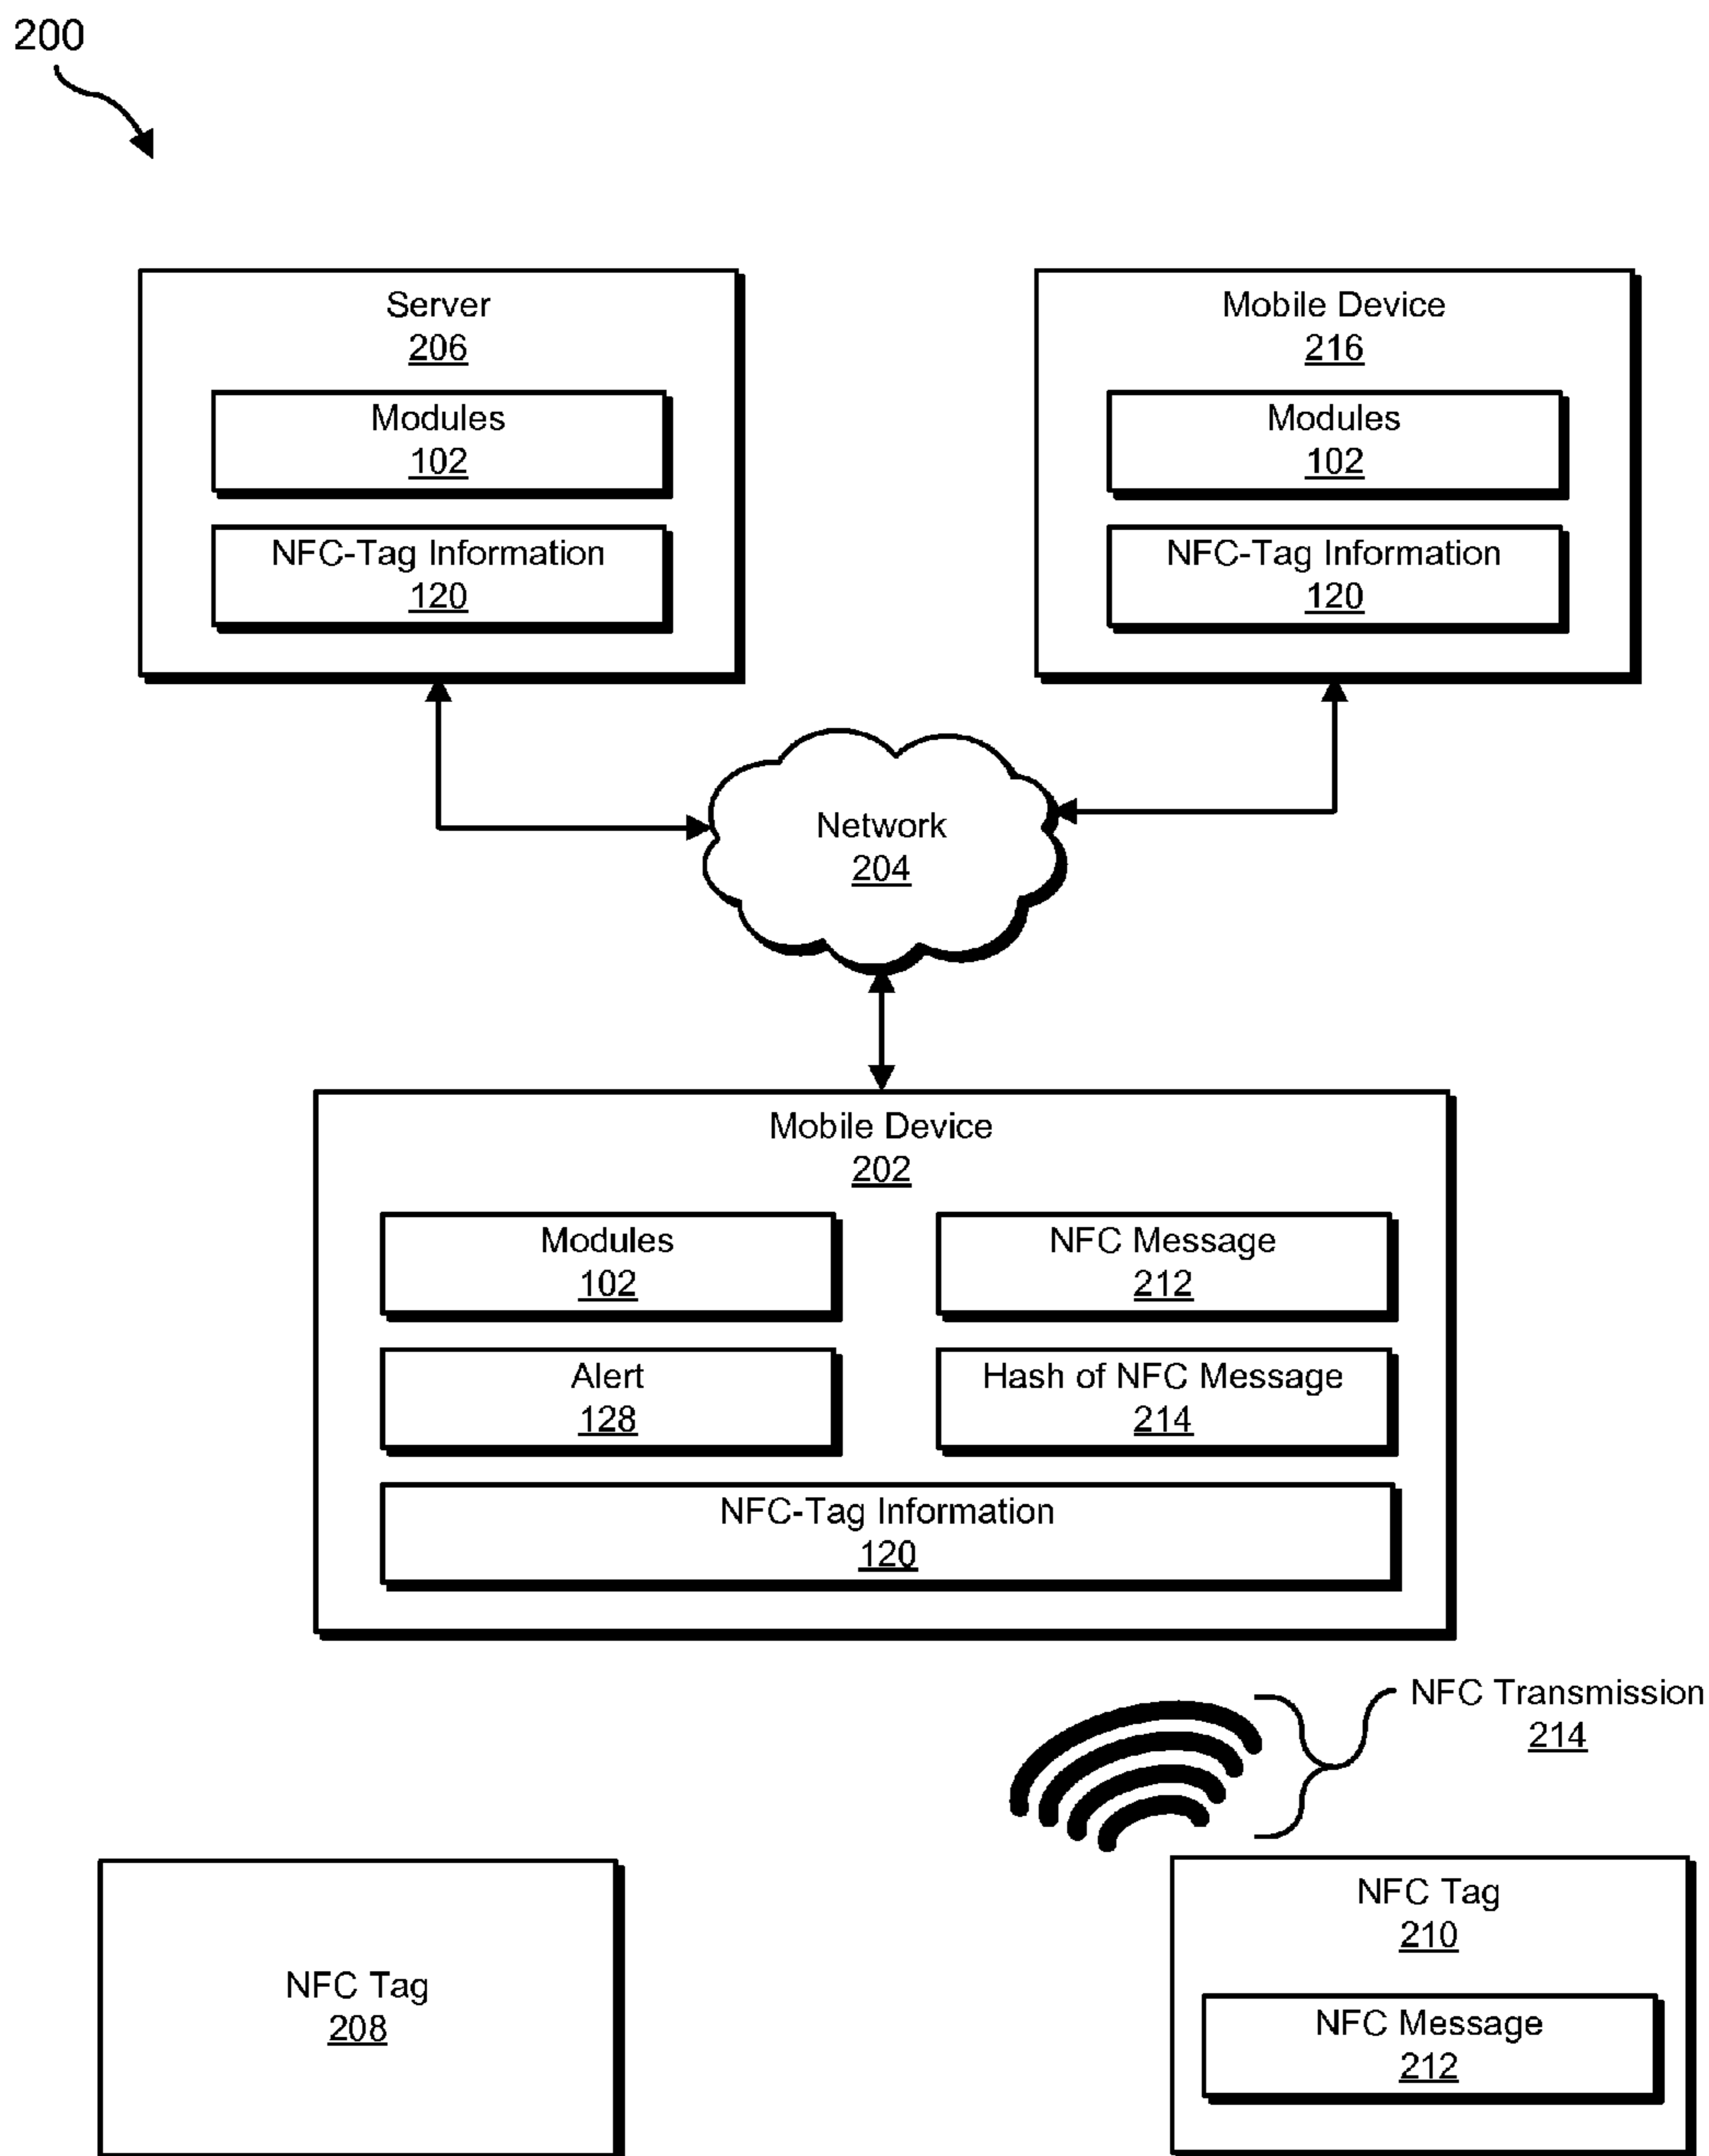 200
Server
206
Modules
102
NFC-Tag Information
120
Mobile Device
216
Modules
102
NFC-Tag Information
120
Network
204
Mobile Device
202
Modules
102
NFC Message
212
Alert
128
Hash of NFC Message
214
NFC-Tag Information
120
NFC Transmission
214
NFC Tag
208
NFC Tag
210
NFC Message
212